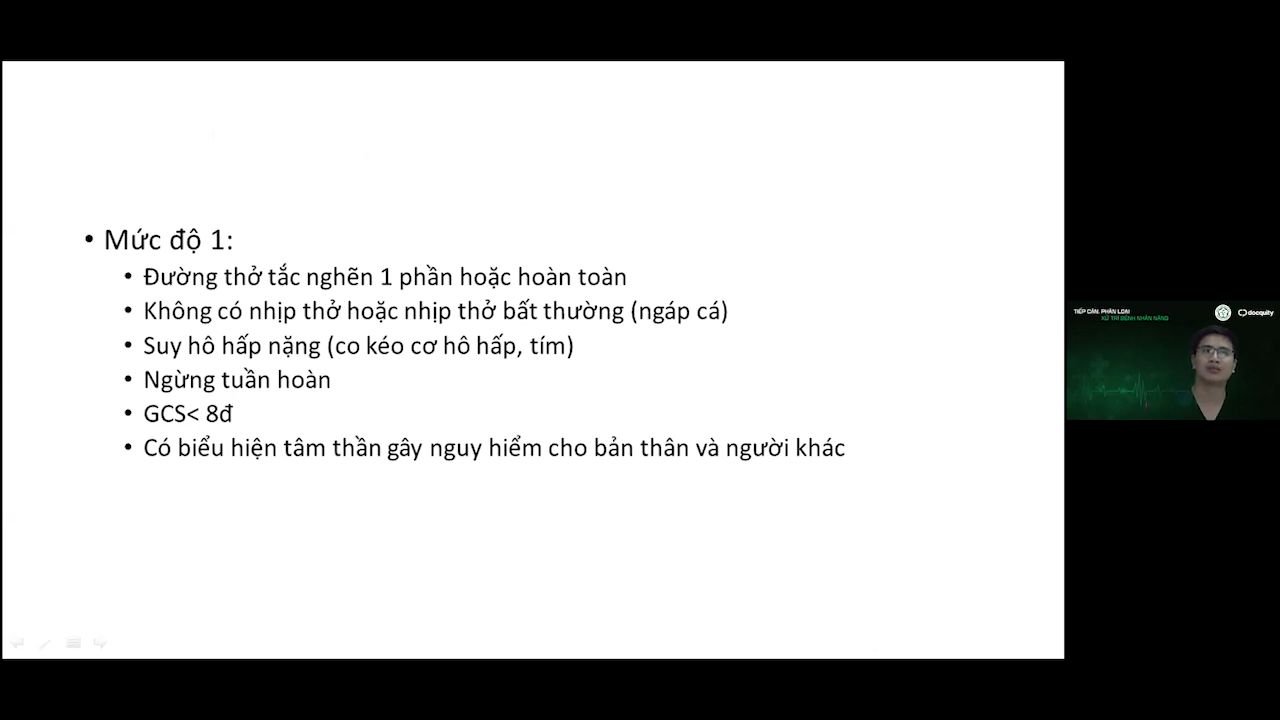 • Mức độ 1:
• Đường thở tắc nghẽn 1 phần hoặc hoàn toàn
• Không có nhịp thở hoặc nhịp thở bất thường (ngáp cá)
• Suy hô hấp nặng (co kéo cơ hô hấp, tím)
• Ngừng tuần hoàn
• GCS< 8đ
• Có biểu hiện tâm thần gây nguy hiểm cho bản thân và người khác
TIẾP CẬN, PHÂN LOẠI
XỬ TRÍ BỆNH NHÂN NẶNG
docquity